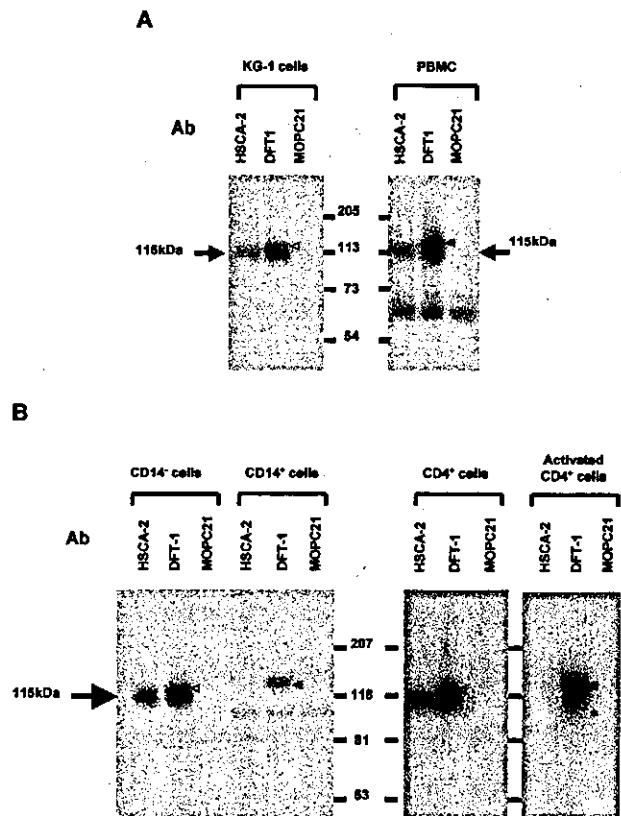 A
KG-1 cells PBMC
Ab HSCA-2 DFT1 MOPC21 HSCA-2 DFT1 MOPC21
205
115kDa 113 115kDa
73
54
B
CD14- cells CD14+ cells CD4+ cells Activated CD4+ cells
Ab HSCA-2 DFT-1 MOPC21 HSCA-2 DFT-1 MOPC21 HSCA-2 DFT-1 MOPC21 HSCA-2 DFT-1 MOPC21
207
115kDa 116
81
53